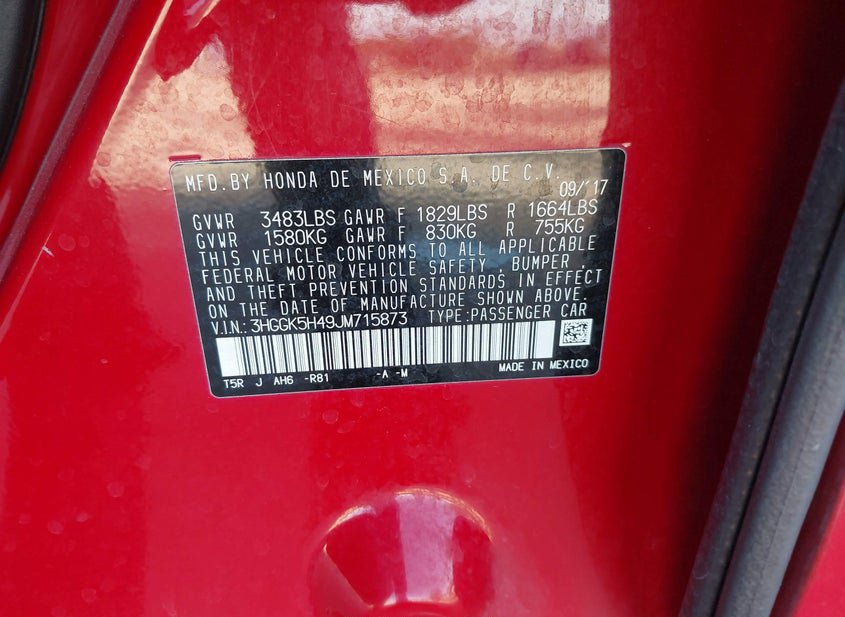 MFD. BY HONDA DE MEXICO S.A. DE C.V.
09/'17
GVWR 3483LBS GAWR F 1829LBS R 1664LBS
GVWR 1580KG GAWR F 830KG R 755KG
THIS VEHICLE CONFORMS TO ALL APPLICABLE
FEDERAL MOTOR VEHICLE SAFETY, BUMPER,
AND THEFT PREVENTION STANDARDS IN EFFECT
ON THE DATE OF MANUFACTURE SHOWN ABOVE.
V.I.N.: 3HGGK5H49JM715873 TYPE:PASSENGER CAR
T5R J AH6 -R81 -A -M MADE IN MEXICO